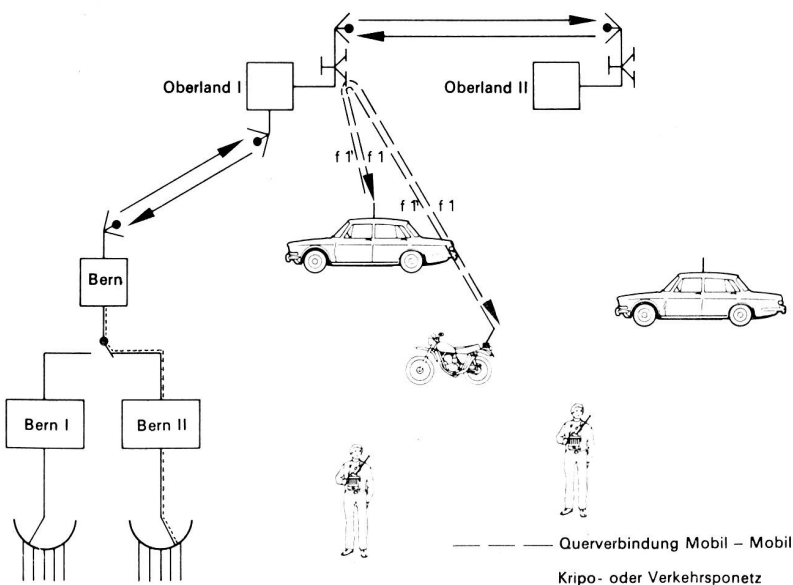 Oberland I
Oberland II
f 1' f 1
f 1' f 1
Bern
Bern I
Bern II
Querverbindung Mobil – Mobil
Kripo- oder Verkehrsponetz